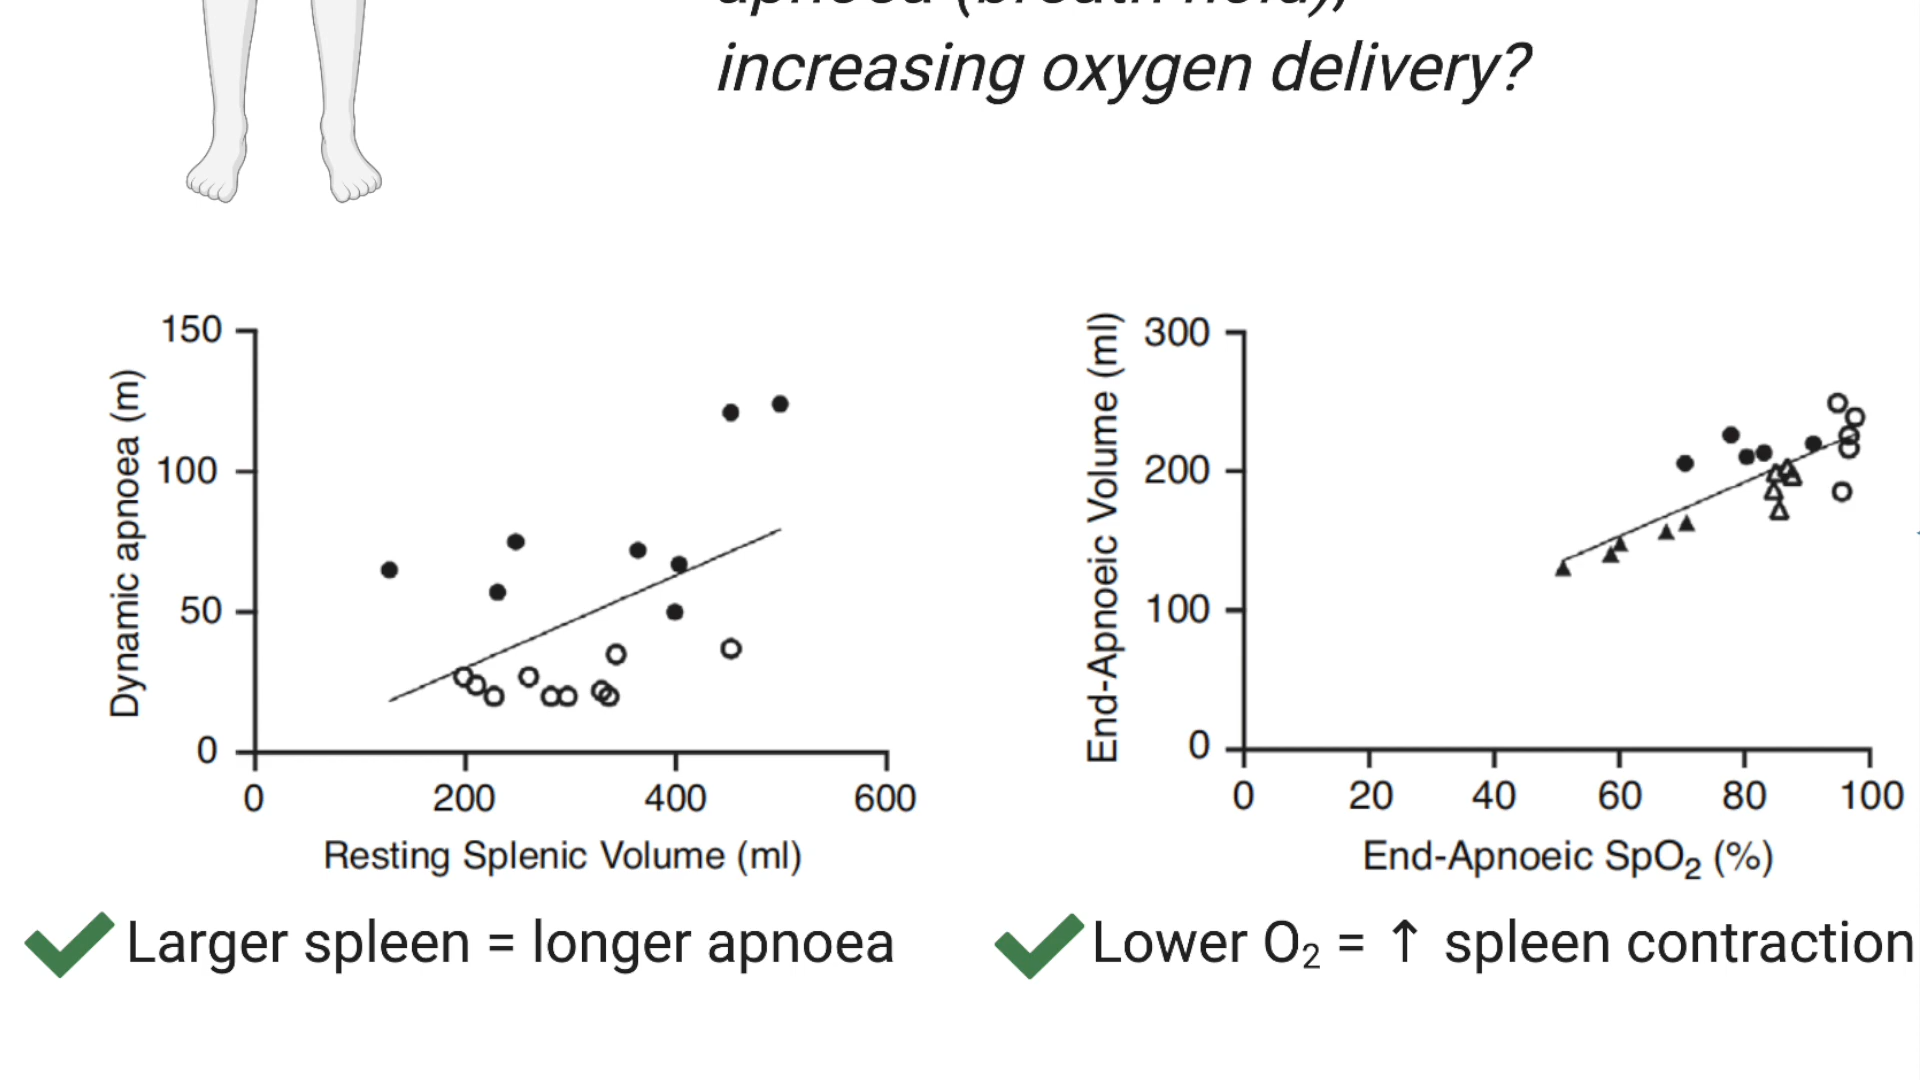 apnoea (breath hold),
increasing oxygen delivery?
150
100
50
0
Dynamic apnoea (m)
0 200 400 600
Resting Splenic Volume (ml)
300
200
100
0
End-Apnoeic Volume (ml)
0 20 40 60 80 100
End-Apnoeic SpO₂ (%)
Larger spleen = longer apnoea
Lower O₂ = ↑ spleen contraction